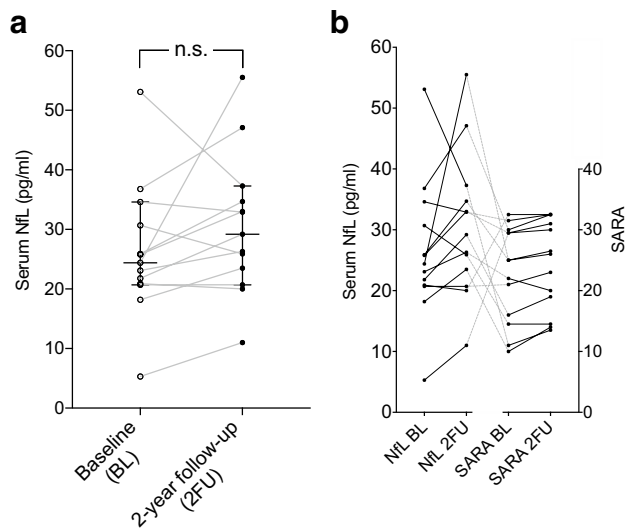 a
n.s.
60
50
40
30
20
10
0
Serum NfL (pg/ml)
Baseline
(BL)
2-year follow-up
(2FU)
b
60
50
40
30
20
10
0
Serum NfL (pg/ml)
40
30
20
10
0
SARA
NfL BL
NfL 2FU
SARA BL
SARA 2FU